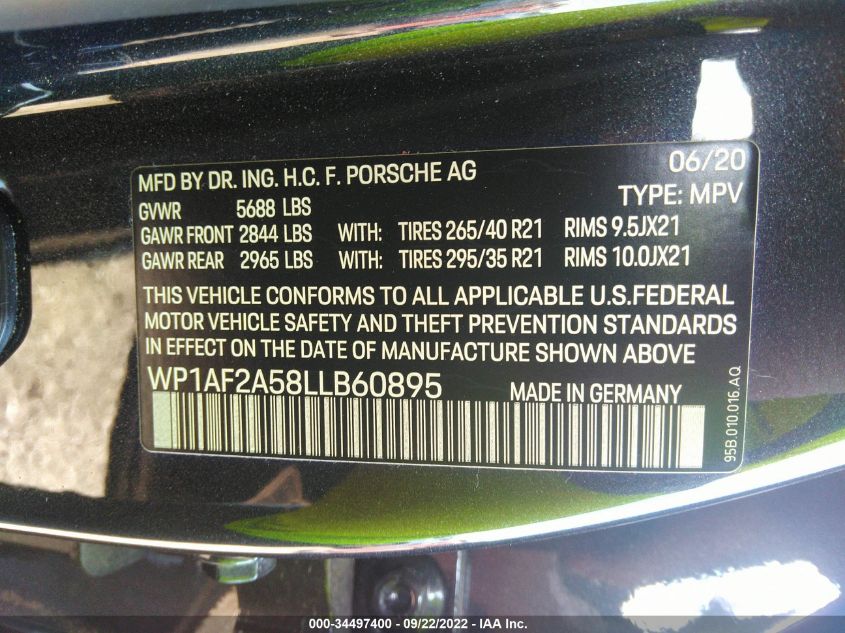 MFD BY DR. ING. H.C. F. PORSCHE AG 06/20
TYPE: MPV
GVWR 5688 LBS
GAWR FRONT 2844 LBS WITH: TIRES 265/40 R21 RIMS 9.5JX21
GAWR REAR 2965 LBS WITH: TIRES 295/35 R21 RIMS 10.0JX21
THIS VEHICLE CONFORMS TO ALL APPLICABLE U.S.FEDERAL
MOTOR VEHICLE SAFETY AND THEFT PREVENTION STANDARDS
IN EFFECT ON THE DATE OF MANUFACTURE SHOWN ABOVE
WP1AF2A58LLB60895 MADE IN GERMANY
95B.010.016.AQ
000-34497400 - 09/22/2022 - IAA Inc.